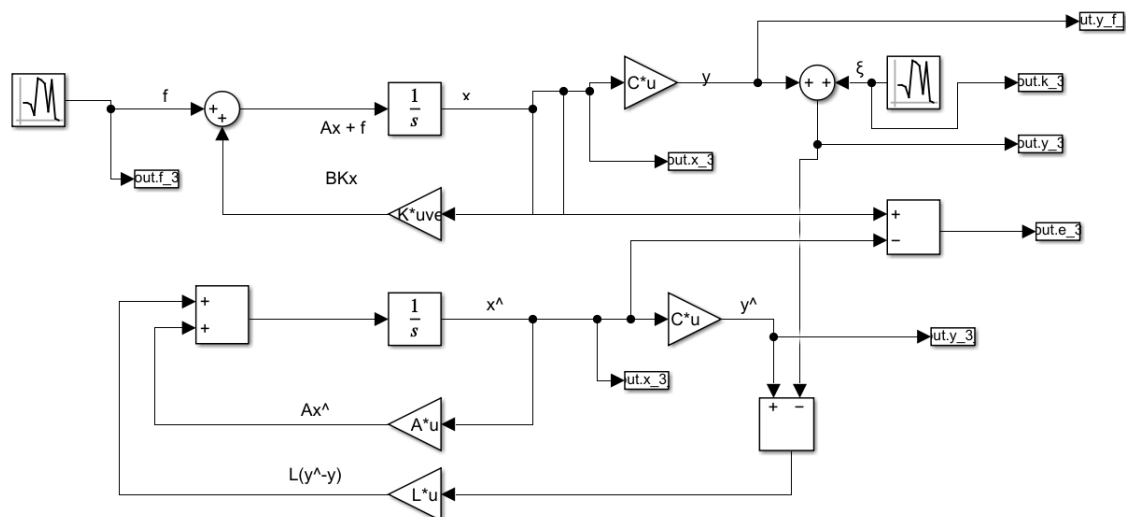 ut.y_f_
f
+
+
Ax + f
1
s
x
C*u
y
+ +
ξ
out.k_3
out.y_3
out.x_3
out.f_3
BKx
K*uve
+
−
out.e_3
+
+
1
s
x^
C*u
y^
ut.y_3
ut.x_3
Ax^
A*u
+ −
L(y^-y)
L*u